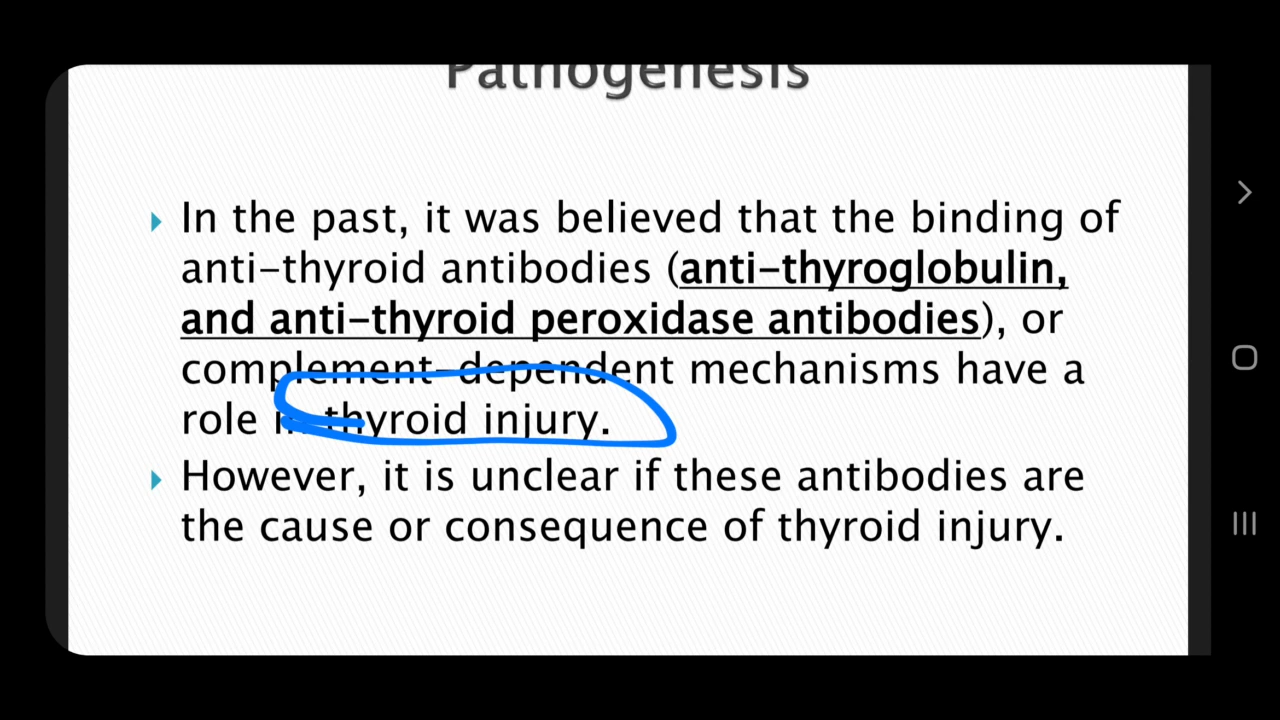 Pathogenesis
In the past, it was believed that the binding of
anti-thyroid antibodies (anti-thyroglobulin,
and anti-thyroid peroxidase antibodies), or
complement-dependent mechanisms have a
role in thyroid injury.
However, it is unclear if these antibodies are
the cause or consequence of thyroid injury.